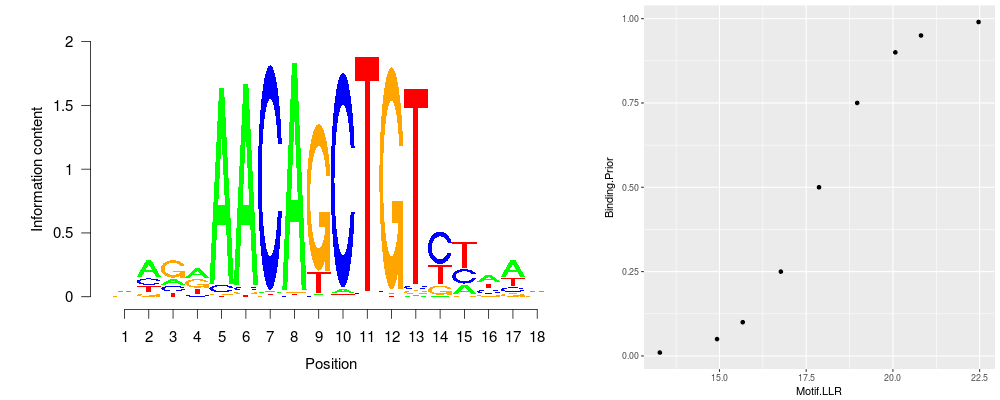 2
1.5
1
0.5
0
Information content
AACAGCTGTCT
AGA
A
1 2 3 4 5 6 7 8 9 10 11 12 13 14 15 16 17 18
Position
1.00
0.75
0.50
0.25
0.00
Binding.Prior
15.0 17.5 20.0 22.5
Motif.LLR